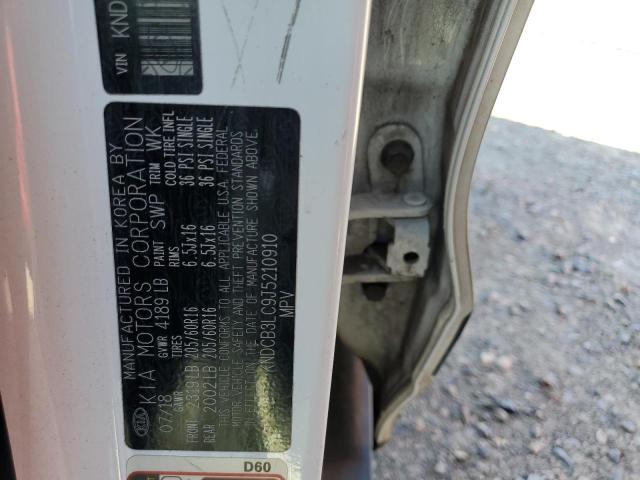 VIN KND
MANUFACTURED IN KOREA BY
KIA MOTORS CORPORATION
07/18 PAINT SWP TRIM WK
GVWR 4189 LB
GAWR TIRES RIMS COLD-TIRE INFL
FRONT 2339 LB 205/60R16 6.5Jx16 36 PSI SINGLE
REAR 2002 LB 205/60R16 6.5Jx16 36 PSI SINGLE
THIS VEHICLE CONFORMS TO ALL APPLICABLE U.S.A. FEDERAL
MOTOR VEHICLE SAFETY AND THEFT PREVENTION STANDARDS
IN EFFECT ON THE DATE OF MANUFACTURE SHOWN ABOVE.
KNDCB3LC9J5210910
MPV
KIA
D60